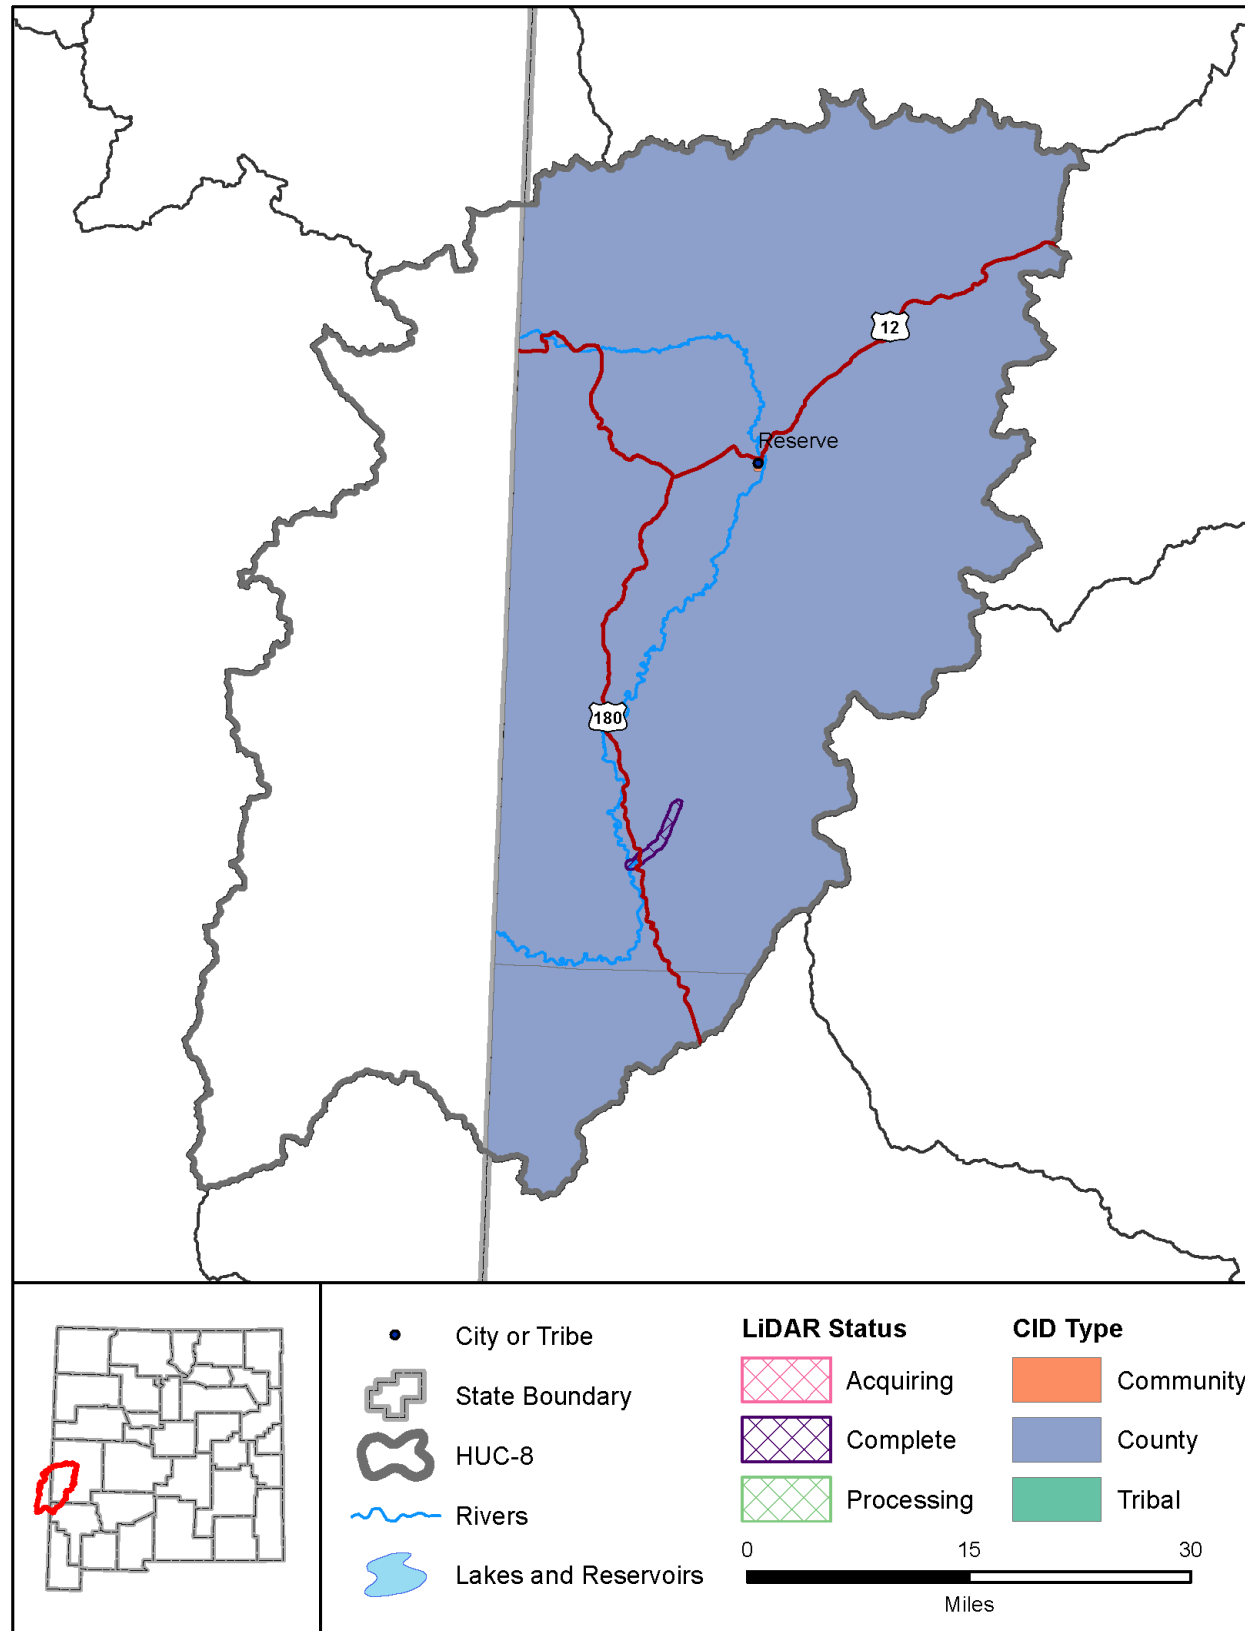 12
Reserve
180
City or Tribe
State Boundary
HUC-8
Rivers
Lakes and Reservoirs
LiDAR Status
Acquiring
Complete
Processing
CID Type
Community
County
Tribal
0 15 30
Miles